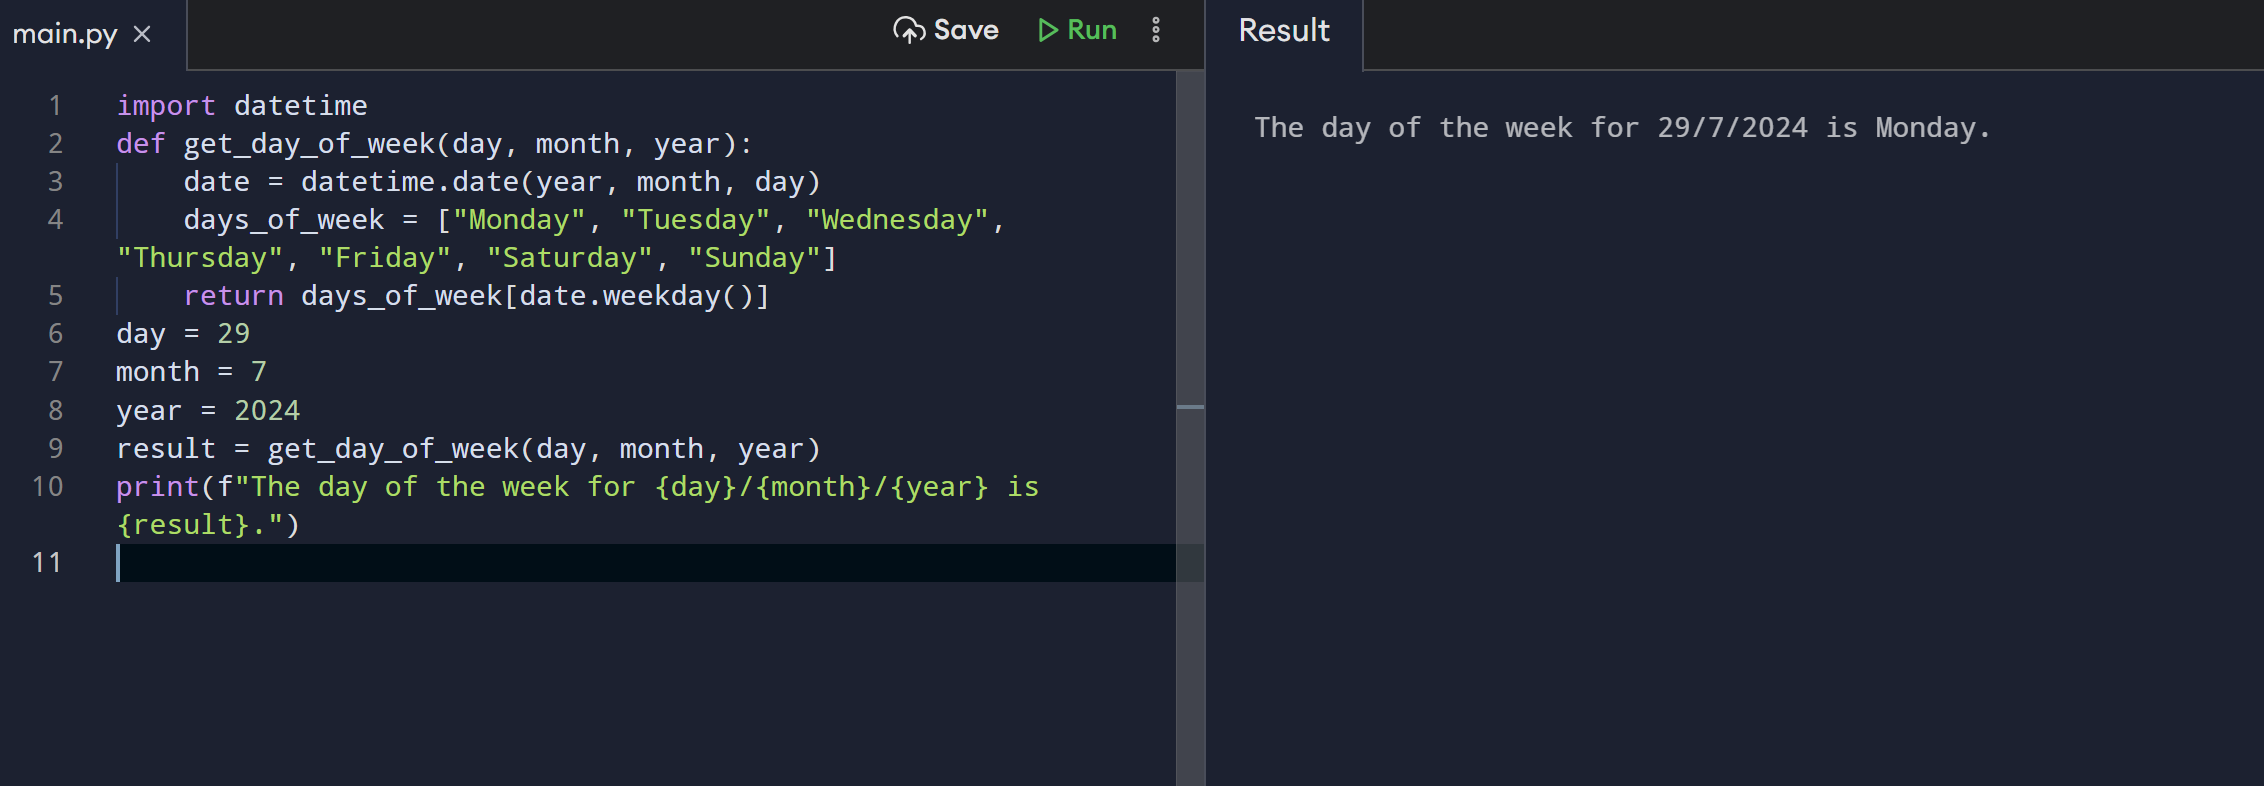 main.py
Save
Run
Result
1 import datetime
2 def get_day_of_week(day, month, year):
3     date = datetime.date(year, month, day)
4     days_of_week = ["Monday", "Tuesday", "Wednesday",
"Thursday", "Friday", "Saturday", "Sunday"]
5     return days_of_week[date.weekday()]
6 day = 29
7 month = 7
8 year = 2024
9 result = get_day_of_week(day, month, year)
10 print(f"The day of the week for {day}/{month}/{year} is
{result}.")
11
The day of the week for 29/7/2024 is Monday.